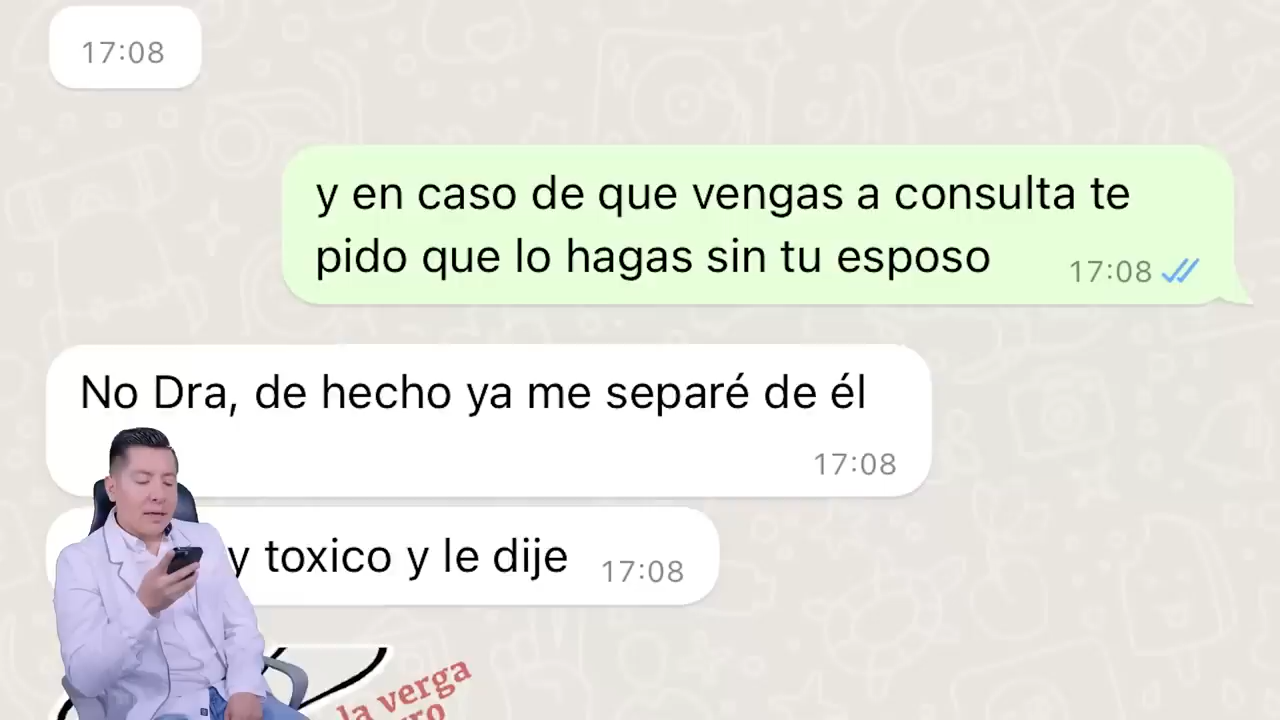 17:08
y en caso de que vengas a consulta te
pido que lo hagas sin tu esposo
17:08
No Dra, de hecho ya me separé de él
17:08
y toxico y le dije
17:08
la verga